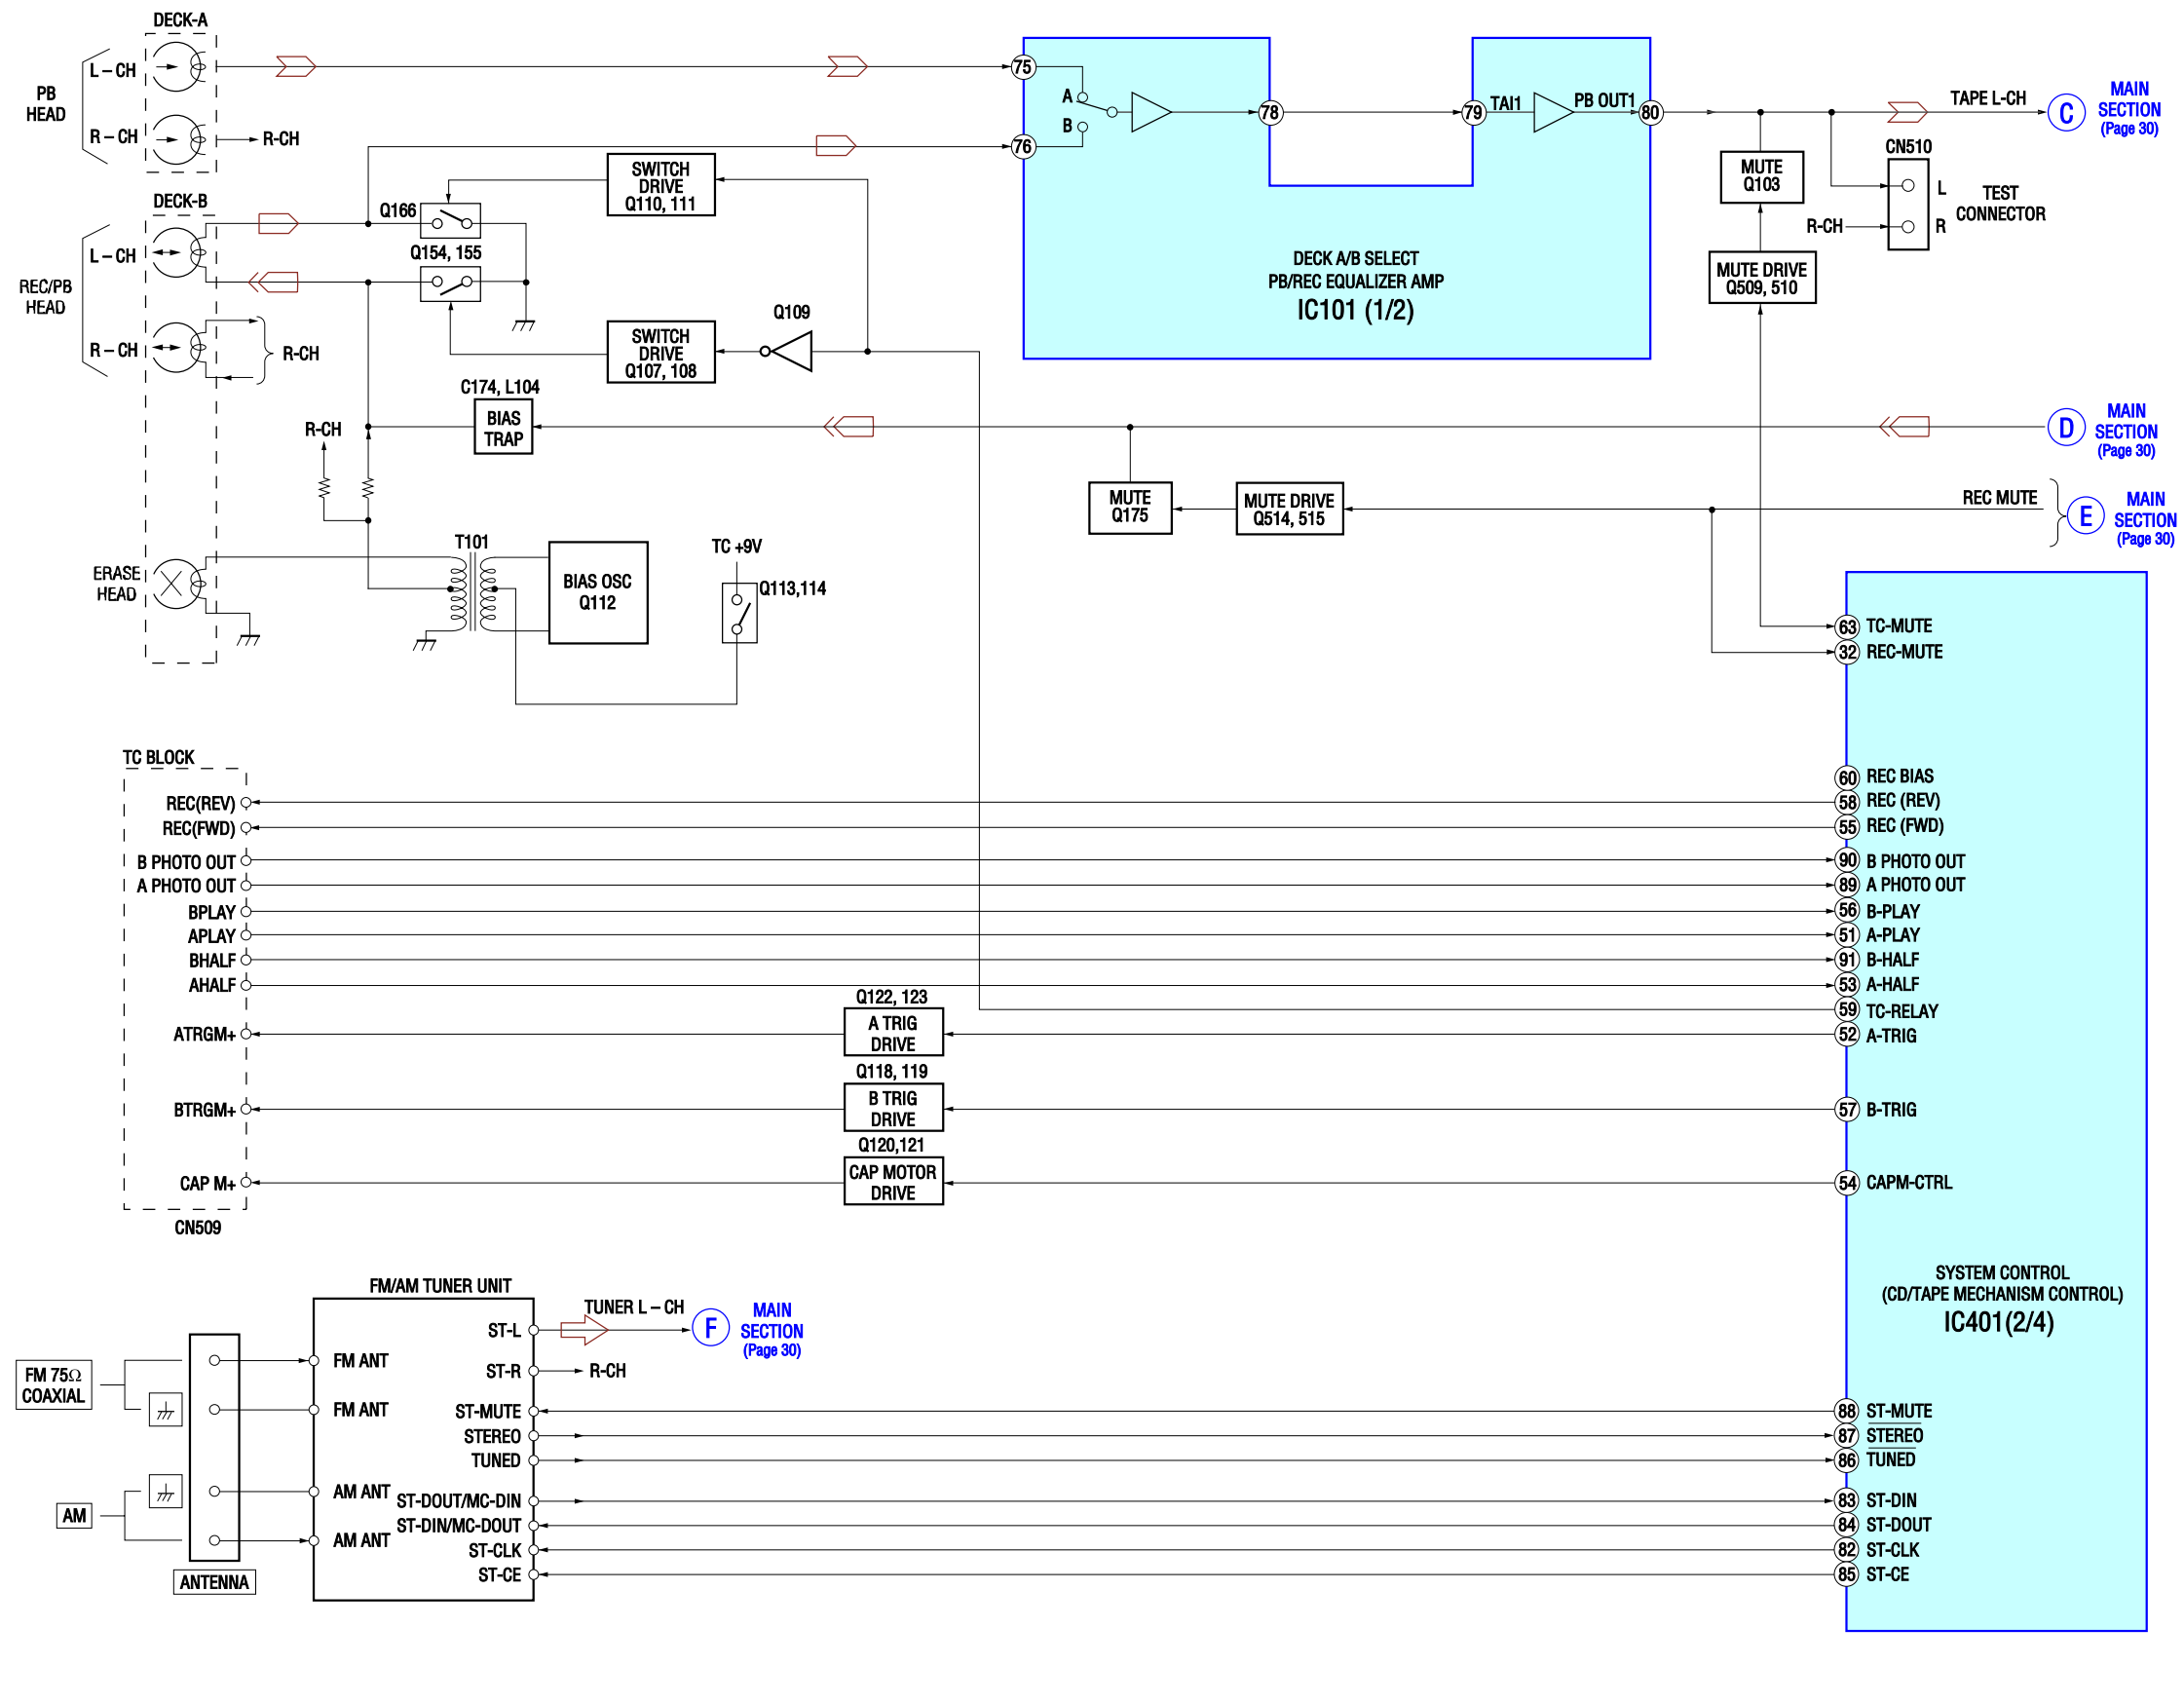 DECK-A
PB
HEAD
L – CH
R – CH
R-CH
DECK-B
REC/PB
HEAD
L – CH
R – CH
R-CH
Q166
Q154, 155
SWITCH
DRIVE
Q110, 111
SWITCH
DRIVE
Q107, 108
Q109
C174, L104
BIAS
TRAP
R-CH
ERASE
HEAD
T101
BIAS OSC
Q112
TC +9V
Q113,114
75
76
A
B
78
79
TAI1
PB OUT1
80
DECK A/B SELECT
PB/REC EQUALIZER AMP
IC101 (1/2)
TAPE L-CH
C
MAIN
SECTION
(Page 30)
MUTE
Q103
MUTE DRIVE
Q509, 510
CN510
L
R
R-CH
TEST
CONNECTOR
D
MAIN
SECTION
(Page 30)
MUTE
Q175
MUTE DRIVE
Q514, 515
REC MUTE
E
MAIN
SECTION
(Page 30)
63 TC-MUTE
32 REC-MUTE
60 REC BIAS
58 REC (REV)
55 REC (FWD)
90 B PHOTO OUT
89 A PHOTO OUT
56 B-PLAY
51 A-PLAY
91 B-HALF
53 A-HALF
59 TC-RELAY
52 A-TRIG
57 B-TRIG
54 CAPM-CTRL
SYSTEM CONTROL
(CD/TAPE MECHANISM CONTROL)
IC401(2/4)
88 ST-MUTE
87 STEREO
86 TUNED
83 ST-DIN
84 ST-DOUT
82 ST-CLK
85 ST-CE
TC BLOCK
REC(REV)
REC(FWD)
B PHOTO OUT
A PHOTO OUT
BPLAY
APLAY
BHALF
AHALF
ATRGM+
BTRGM+
CAP M+
CN509
Q122, 123
A TRIG
DRIVE
Q118, 119
B TRIG
DRIVE
Q120,121
CAP MOTOR
DRIVE
FM/AM TUNER UNIT
ST-L
ST-R
ST-MUTE
STEREO
TUNED
ST-DOUT/MC-DIN
ST-DIN/MC-DOUT
ST-CLK
ST-CE
FM ANT
FM ANT
AM ANT
AM ANT
TUNER L – CH
F
MAIN
SECTION
(Page 30)
R-CH
FM 75Ω
COAXIAL
AM
ANTENNA